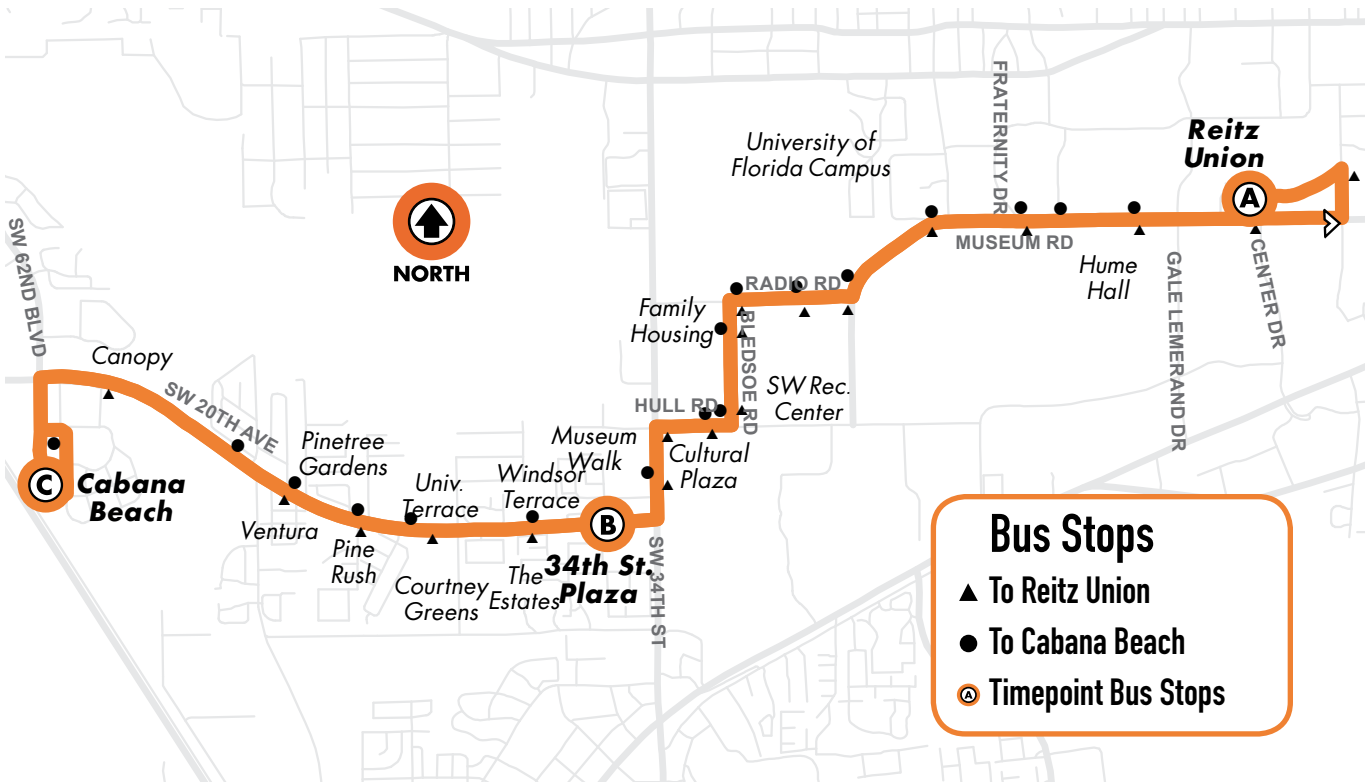 FRATERNITY DR
Reitz
Union
University of
Florida Campus
A
SW 62ND BLVD
MUSEUM RD
NORTH
Hume
Hall
GALE LEMERAND DR
CENTER DR
RADIO RD
Family
Housing
BLEDSOE RD
Canopy
SW 20TH AVE
SW Rec.
Center
HULL RD
Pinetree
Gardens
Museum
Walk
Cultural
Plaza
C
Cabana
Beach
Univ.
Terrace
Windsor
Terrace
Ventura
B
Pine
Rush
34th St.
Plaza
SW 34TH ST
Courtney
Greens
The
Estates
Bus Stops
To Reitz Union
To Cabana Beach
A
Timepoint Bus Stops